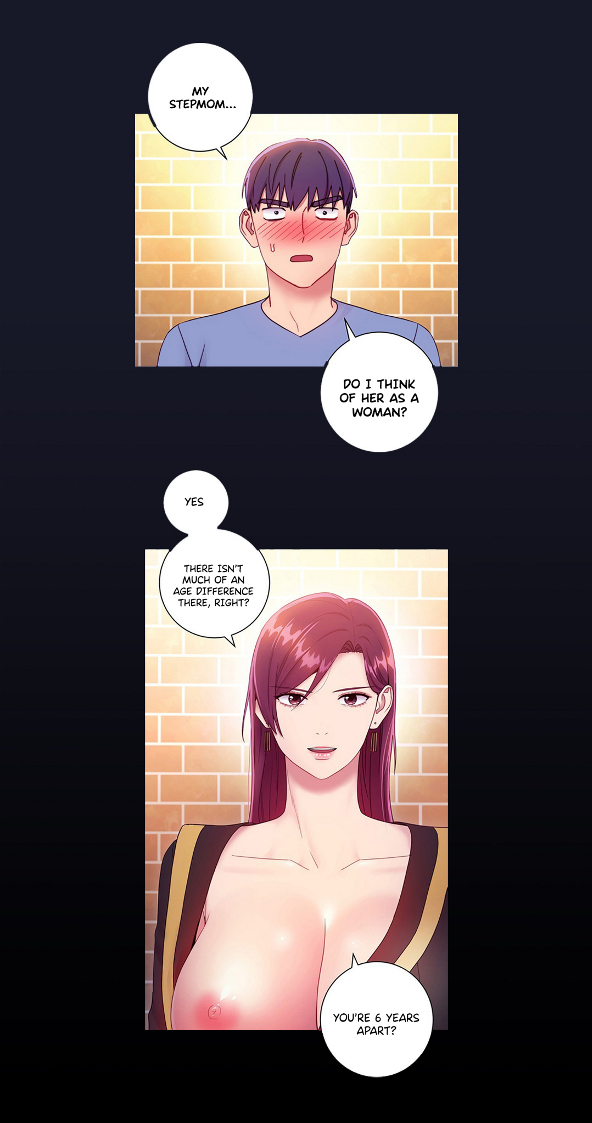 MY
STEPMOM...
DO I THINK
OF HER AS A
WOMAN?
YES
THERE ISN'T
MUCH OF AN
AGE DIFFERENCE
THERE, RIGHT?
YOU'RE 6 YEARS
APART?